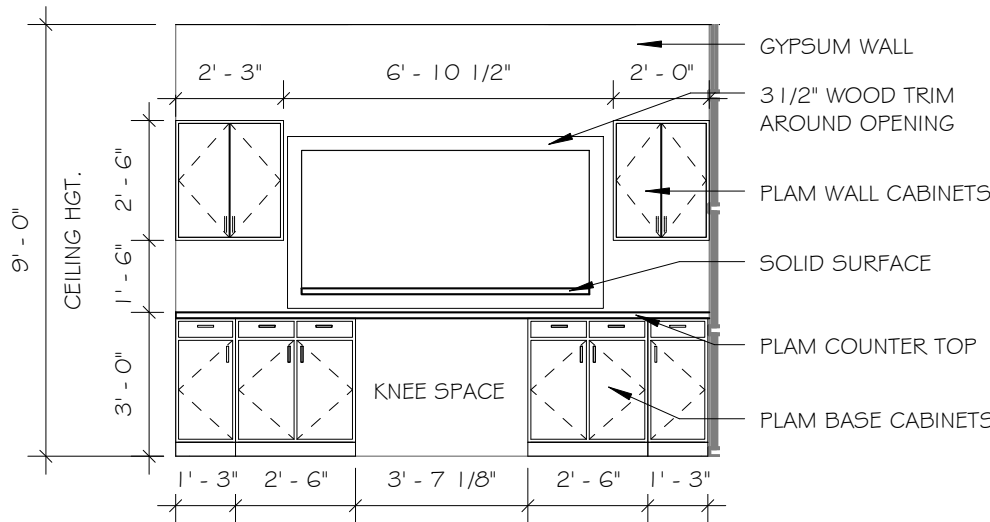 GYPSUM WALL
2' - 3"
6' - 10 1/2"
2' - 0"
3 1/2" WOOD TRIM
AROUND OPENING
2' - 6"
PLAM WALL CABINETS
9' - 0"
CEILING HGT.
1' - 6"
SOLID SURFACE
PLAM COUNTER TOP
3' - 0"
KNEE SPACE
PLAM BASE CABINETS
1' - 3"
2' - 6"
3' - 7 1/8"
2' - 6"
1' - 3"